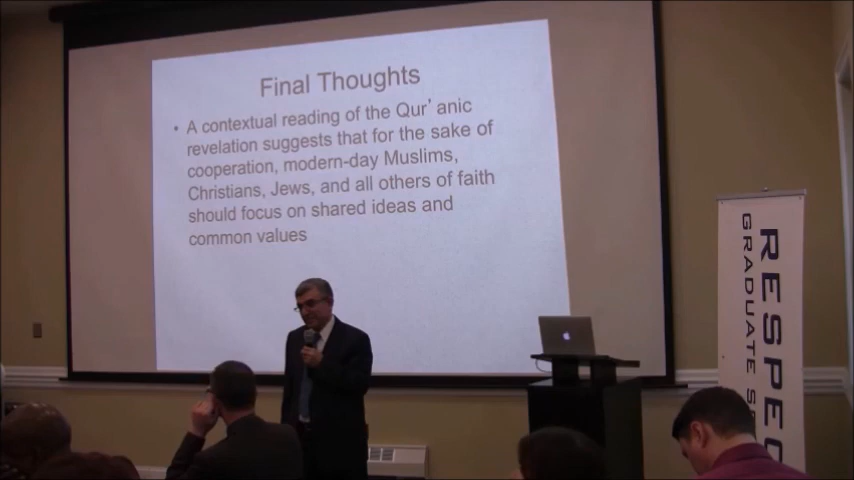 Final Thoughts
• A contextual reading of the Qur’anic
revelation suggests that for the sake of
cooperation, modern-day Muslims,
Christians, Jews, and all others of faith
should focus on shared ideas and
common values
RESPEC
GRADUATE S